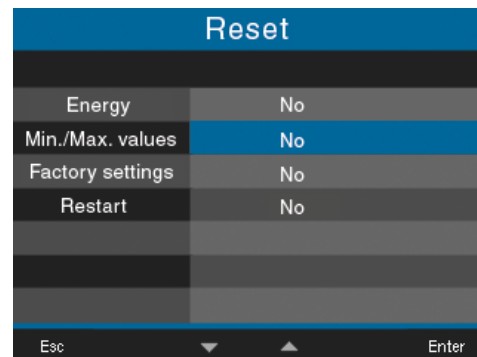 Reset
Energy No
Min./Max. values No
Factory settings No
Restart No
Esc Enter